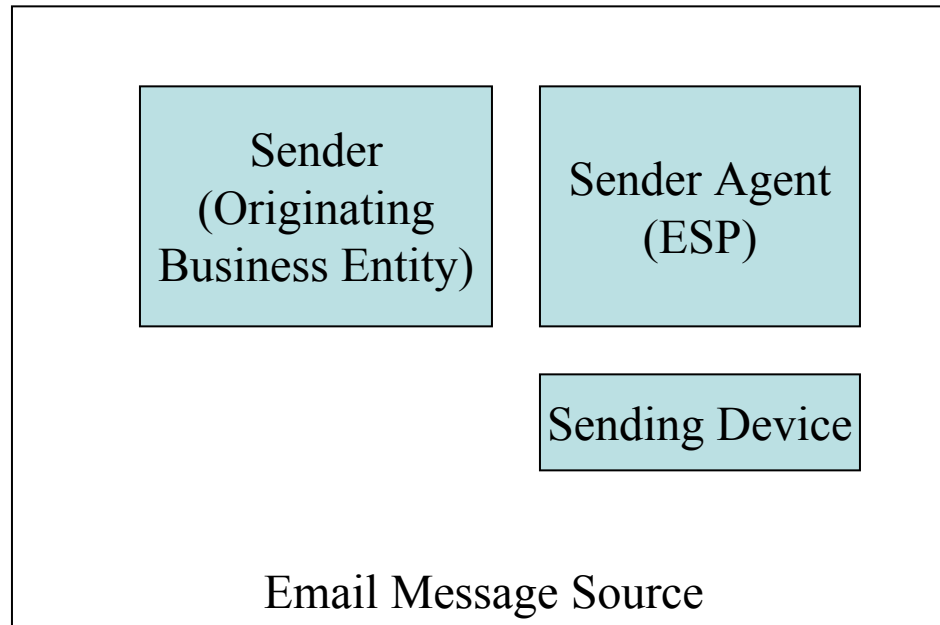 Sender
(Originating
Business Entity)
Sender Agent
(ESP)
Sending Device
Email Message Source